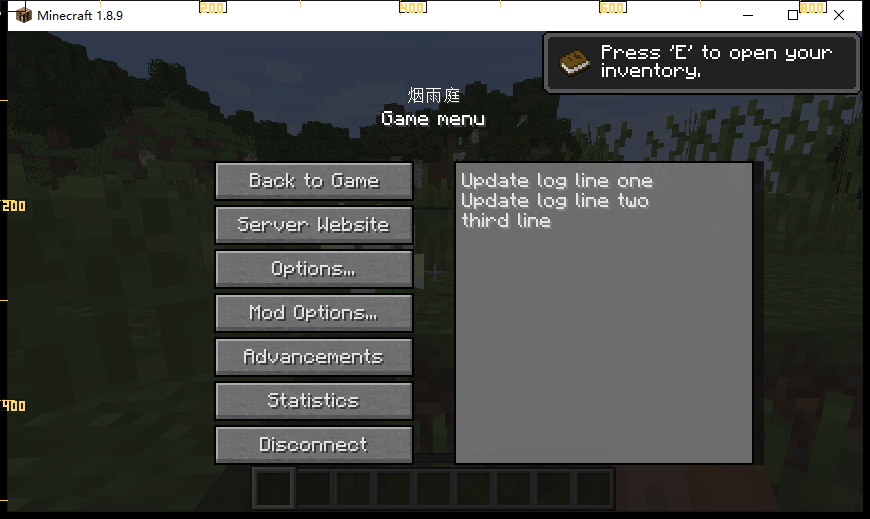 Minecraft 1.8.9
200
400
600
800
Press 'E' to open your
inventory.
烟雨庭
Game menu
Back to Game
Server Website
Options...
Mod Options...
Advancements
Statistics
Disconnect
Update log line one
Update log line two
third line
200
400